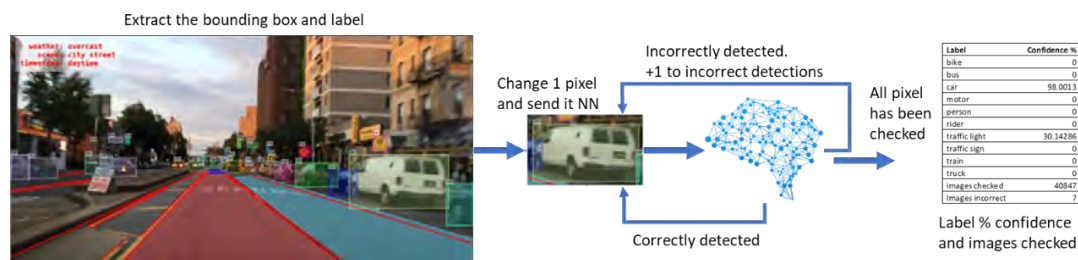 Extract the bounding box and label
weather: overcast
scene: city street
timeofday: daytime
Change 1 pixel
and send it NN
Incorrectly detected.
+1 to incorrect detections
Correctly detected
All pixel
has been
checked
Label Confidence %
bike 0
bus 0
car 98.0013
motor 0
person 0
rider 0
traffic light 30.14286
traffic sign 0
train 0
truck 0
images checked 40847
Images incorrect 7
Label % confidence
and images checked